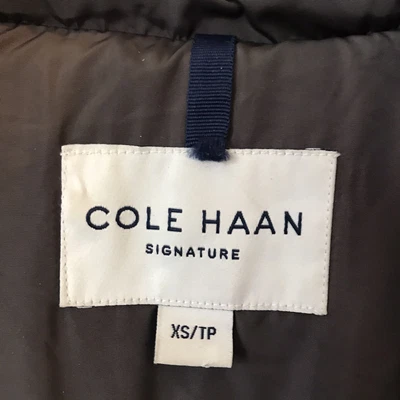 COLE HAAN
SIGNATURE
XS/TP